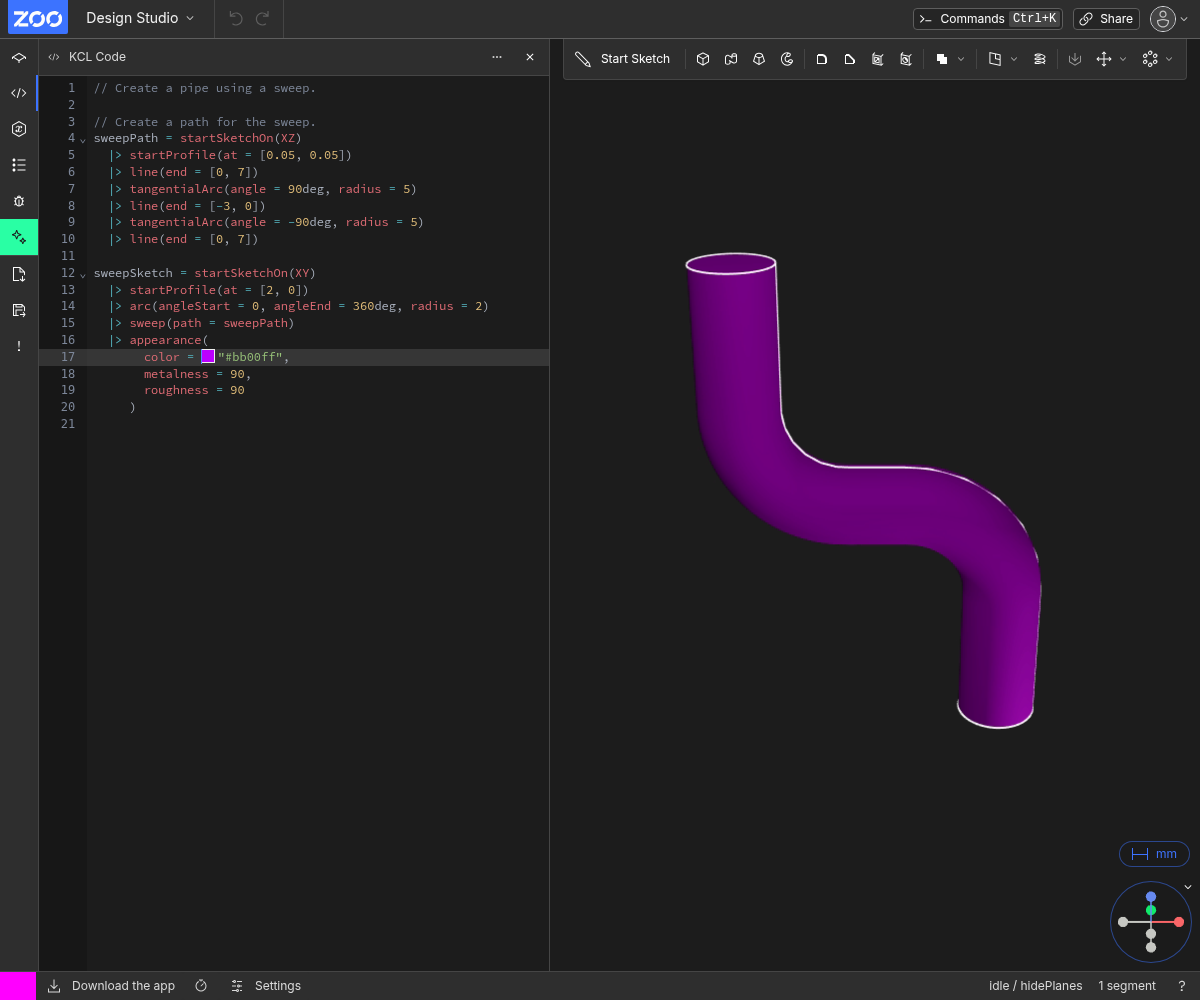 ZOO
Design Studio
Commands Ctrl+K
Share
KCL Code
Start Sketch
1 // Create a pipe using a sweep.
2
3 // Create a path for the sweep.
4 sweepPath = startSketchOn(XZ)
5 |> startProfile(at = [0.05, 0.05])
6 |> line(end = [0, 7])
7 |> tangentialArc(angle = 90deg, radius = 5)
8 |> line(end = [-3, 0])
9 |> tangentialArc(angle = -90deg, radius = 5)
10 |> line(end = [0, 7])
11
12 sweepSketch = startSketchOn(XY)
13 |> startProfile(at = [2, 0])
14 |> arc(angleStart = 0, angleEnd = 360deg, radius = 2)
15 |> sweep(path = sweepPath)
16 |> appearance(
17 color = "#bb00ff",
18 metalness = 90,
19 roughness = 90
20 )
21
mm
Download the app
Settings
idle / hidePlanes
1 segment
?